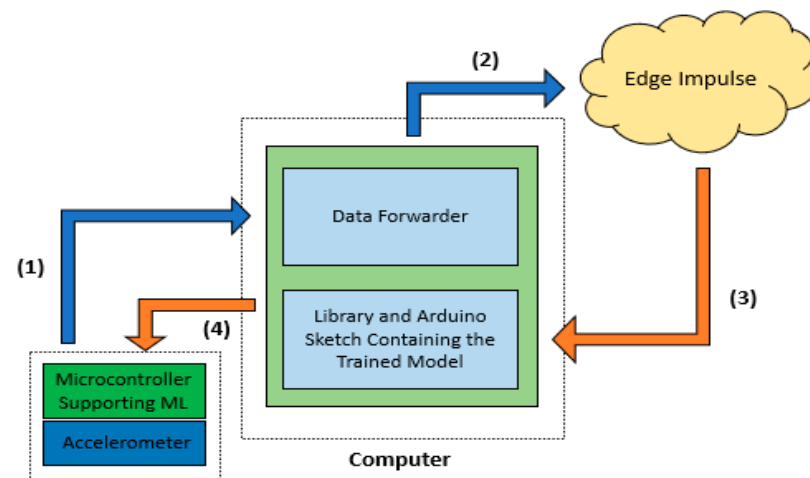 (2)
Edge Impulse
Data Forwarder
(1)
(3)
Library and Arduino
Sketch Containing the
Trained Model
(4)
Microcontroller
Supporting ML
Accelerometer
Computer